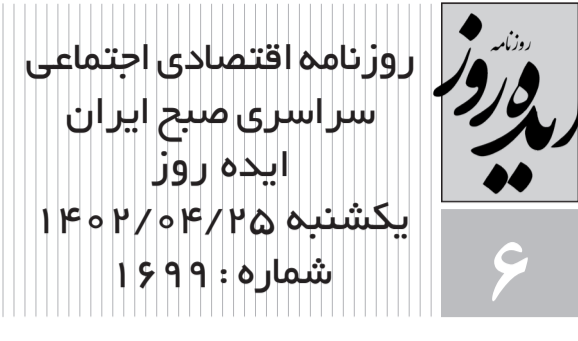 روزنامه اقتصادی اجتماعی
سراسری صبح ایران
ایده روز
یکشنبه ۱۴۰۲/۰۴/۲۵
شماره : ۱۶۹۹
روزنامه
ایده روز
۶